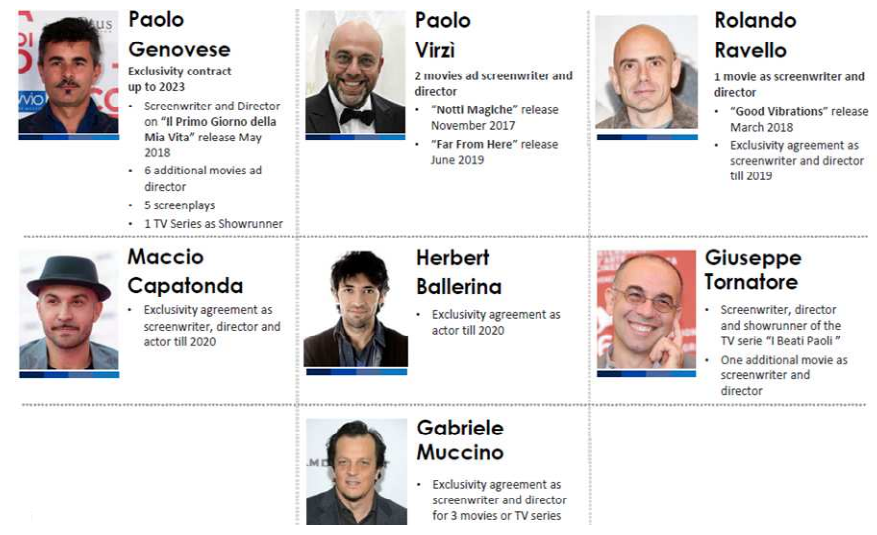 Paolo
Genovese
Exclusivity contract
up to 2023
• Screenwriter and Director
on “Il Primo Giorno della
Mia Vita” release May
2018
• 6 additional movies ad
director
• 5 screenplays
• 1 TV Series as Showrunner
Paolo
Virzì
2 movies ad screenwriter and
director
• “Notti Magiche” release
November 2017
• “Far From Here” release
June 2019
Rolando
Ravello
1 movie as screenwriter and
director
• “Good Vibrations” release
March 2018
• Exclusivity agreement as
screenwriter and director
till 2019
Maccio
Capatonda
• Exclusivity agreement as
screenwriter, director and
actor till 2020
Herbert
Ballerina
• Exclusivity agreement as
actor till 2020
Giuseppe
Tornatore
• Screenwriter, director
and showrunner of the
TV serie “I Beati Paoli ”
• One additional movie as
screenwriter and
director
Gabriele
Muccino
• Exclusivity agreement as
screenwriter and director
for 3 movies or TV series